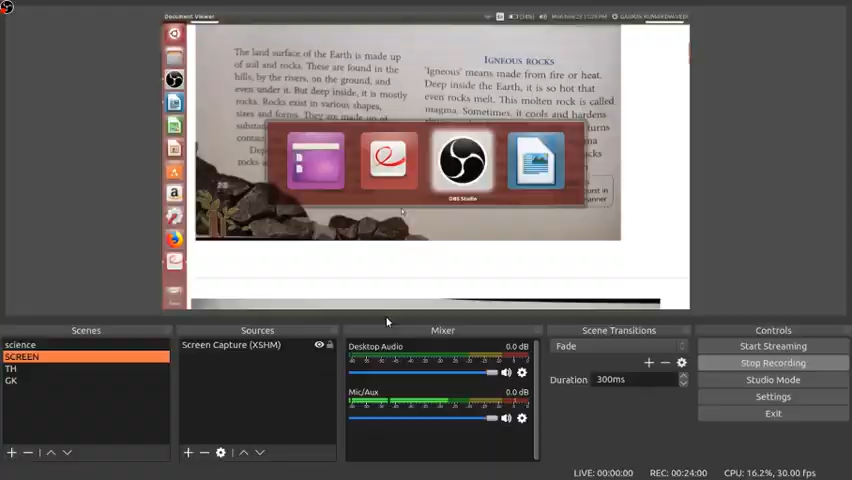 Document Viewer
The land surface of the Earth is made up
of soil and rocks. These are found in the
hills, by the rivers, on the ground, and
even under it. But deep inside, it is mostly
rocks. Rocks exist in various shapes,
sizes and forms. They are made up of
IGNEOUS ROCKS
'Igneous' means made from fire or heat.
Deep inside the Earth, it is so hot that
even rocks melt. This molten rock is called
magma. Sometimes, it cools and hardens
turns
OBS Studio
Scenes
science
SCREEN
TH
GK
Sources
Screen Capture (XSHM)
Mixer
Desktop Audio
0.0 dB
Mic/Aux
0.0 dB
Scene Transitions
Fade
Duration
300ms
Controls
Start Streaming
Stop Recording
Studio Mode
Settings
Exit
LIVE: 00:00:00
REC: 00:24:00
CPU: 16.2%, 30.00 fps